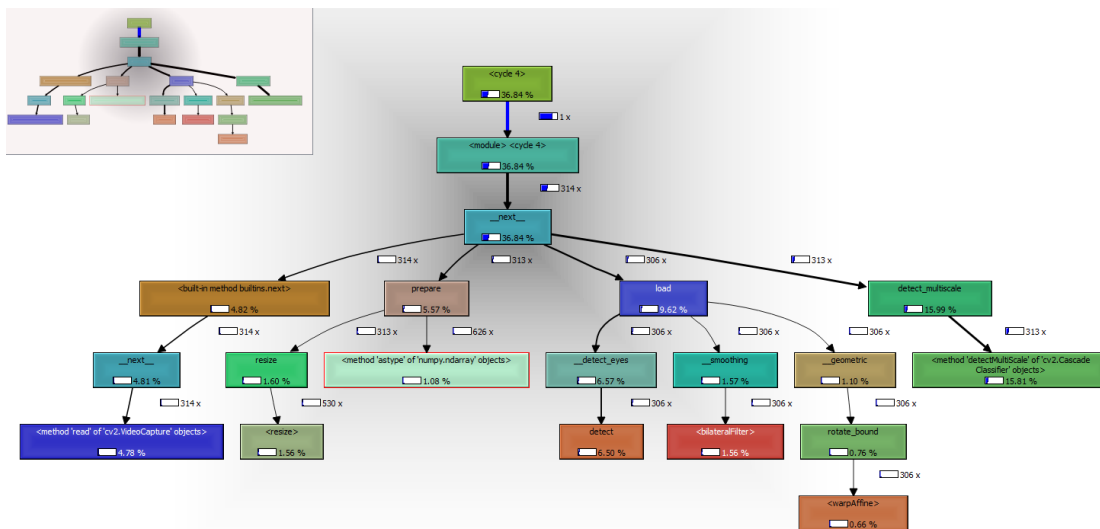 <cycle 4>
36.84 %
1 x
<module> <cycle 4>
36.84 %
314 x
__next__
36.84 %
314 x
313 x
306 x
313 x
<built-in method builtins.next>
4.82 %
prepare
5.57 %
load
9.62 %
detect_multiscale
15.99 %
314 x
313 x
626 x
306 x
306 x
306 x
313 x
__next__
4.81 %
resize
1.60 %
<method 'astype' of 'numpy.ndarray' objects>
1.08 %
__detect_eyes
6.57 %
__smoothing
1.57 %
__geometric
1.10 %
<method 'detectMultiScale' of 'cv2.Cascade
Classifier' objects>
15.81 %
314 x
530 x
306 x
306 x
306 x
<method 'read' of 'cv2.VideoCapture' objects>
4.78 %
<resize>
1.56 %
detect
6.50 %
<bilateralFilter>
1.56 %
rotate_bound
0.76 %
306 x
<warpAffine>
0.66 %